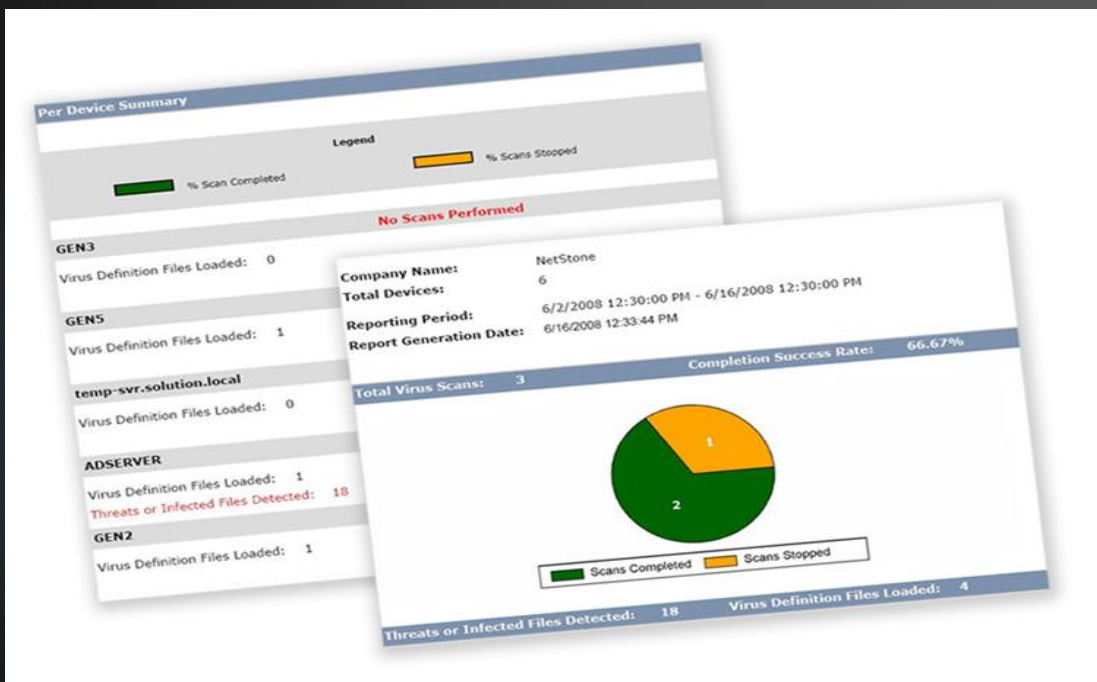 Per Device Summary
Legend
% Scan Completed
% Scans Stopped
No Scans Performed
GEN3
Virus Definition Files Loaded: 0
GEN5
Virus Definition Files Loaded: 1
temp-svr.solution.local
Virus Definition Files Loaded: 0
ADSERVER
Virus Definition Files Loaded: 1
Threats or Infected Files Detected: 18
GEN2
Virus Definition Files Loaded: 1
Company Name: NetStone
Total Devices: 6
Reporting Period: 6/2/2008 12:30:00 PM - 6/16/2008 12:30:00 PM
Report Generation Date: 6/16/2008 12:33:44 PM
Total Virus Scans: 3 Completion Success Rate: 66.67%
1
2
Scans Completed Scans Stopped
Threats or Infected Files Detected: 18 Virus Definition Files Loaded: 4